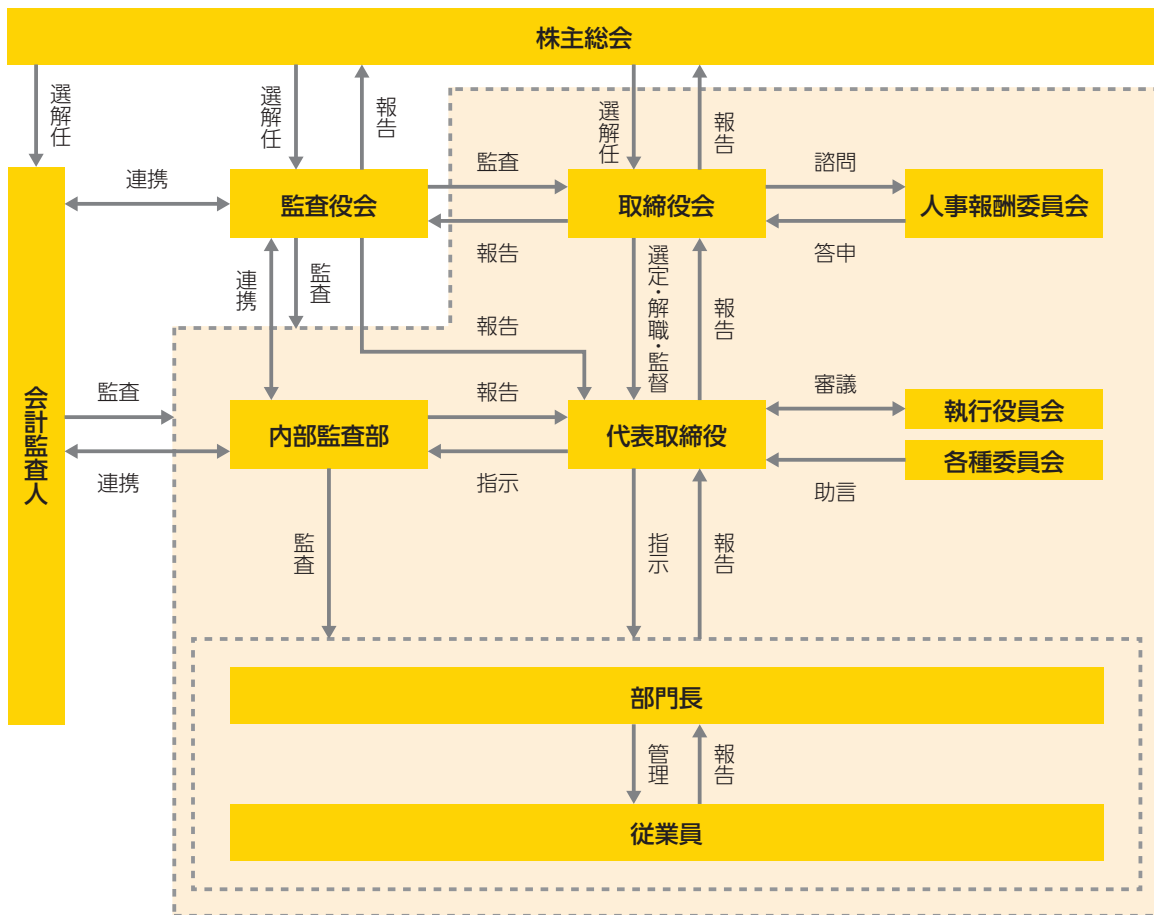 株主総会
選解任
選解任
報告
選解任
報告
連携
監査役会
監査
報告
取締役会
諮問
答申
人事報酬委員会
連携
監査
報告
選定・解職・監督
報告
会計監査人
監査
連携
内部監査部
報告
指示
代表取締役
審議
執行役員会
各種委員会
助言
監査
指示
報告
部門長
管理
報告
従業員